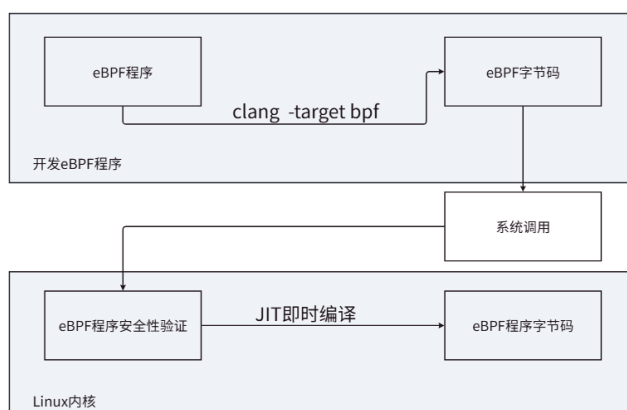 eBPF程序
eBPF字节码
clang -target bpf
开发eBPF程序
系统调用
eBPF程序安全性验证
JIT即时编译
eBPF程序字节码
Linux内核